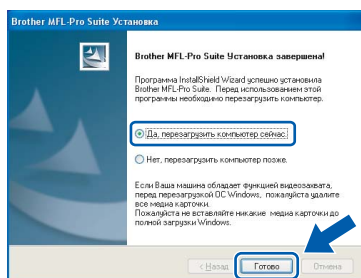 Brother MFL-Pro Suite Установка
Brother MFL-Pro Suite Установка завершена!
Программа InstallShield Wizard успешно установила
Brother MFL-Pro Suite. Перед использованием этой
программы необходимо перезагрузить компьютер.
Да, перезагрузить компьютер сейчас.
Нет, перезагрузить компьютер позже.
Если Ваша машина обладает функцией видеозахвата,
перед перезагрузкой ОС Windows, пожалуйста удалите
все медиа карточки.
Пожалуйста не вставляйте никакие медиа карточки до
полной загрузки Windows.
< Назад
Готово
Отмена